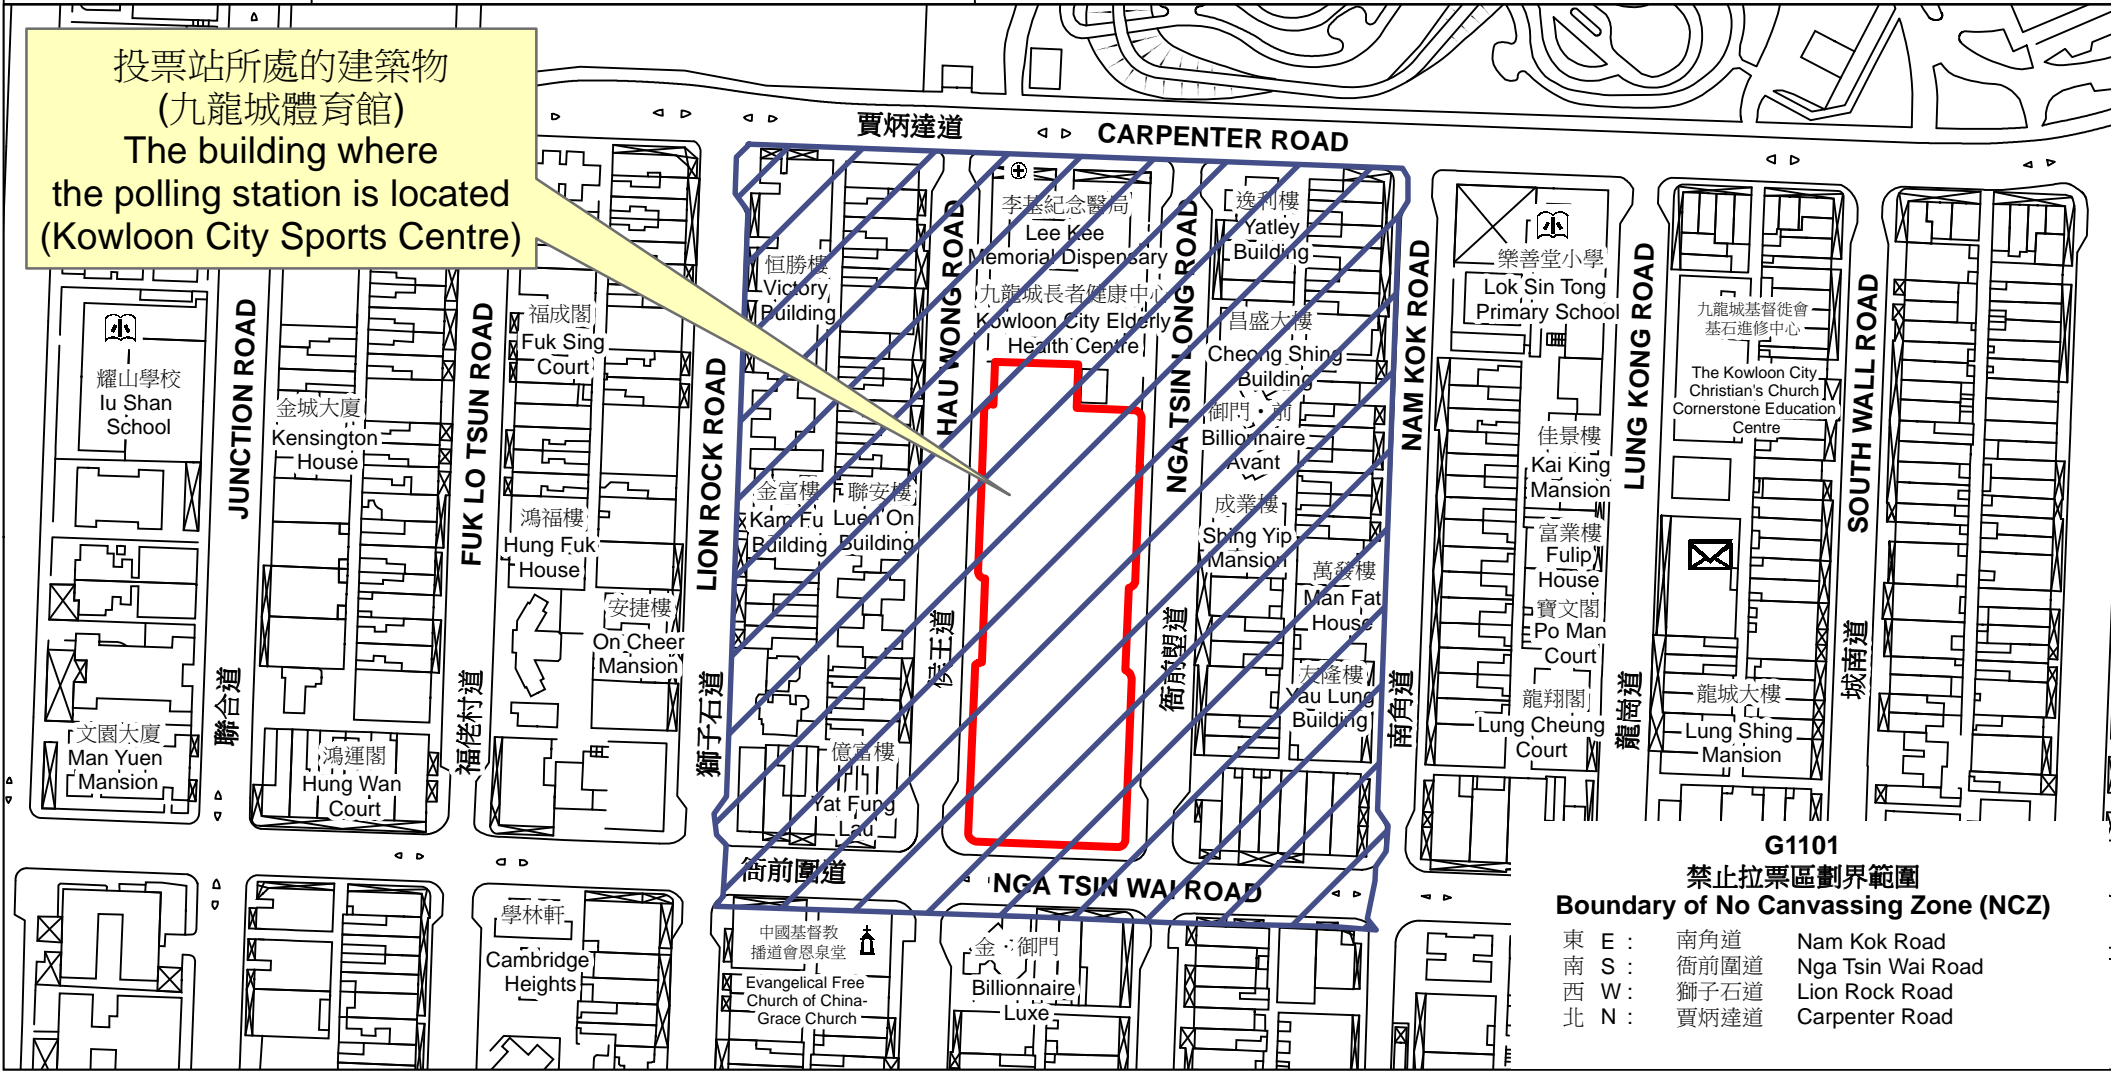 投票站所處的建築物
(九龍城體育館)
The building where
the polling station is located
(Kowloon City Sports Centre)
賈炳達道
CARPENTER ROAD
JUNCTION ROAD
聯合道
FUK LO TSUN ROAD
福佬村道
LION ROCK ROAD
獅子石道
HAU WONG ROAD
侯王道
NGA TSIN LONG ROAD
衙前塱道
NAM KOK ROAD
南角道
LUNG KONG ROAD
龍崗道
SOUTH WALL ROAD
城南道
衙前圍道
NGA TSIN WAI ROAD
耀山學校
Iu Shan
School
文園大廈
Man Yuen
Mansion
金城大廈
Kensington
House
鴻運閣
Hung Wan
Court
福成閣
Fuk Sing
Court
鴻福樓
Hung Fuk
House
安捷樓
On Cheer
Mansion
恒勝樓
Victory
Building
金富樓
Kam Fu
Building
聯安樓
Luen On
Building
億富樓
Yat Fung
Lau
李基紀念醫局
Lee Kee
Memorial Dispensary
九龍城長者健康中心
Kowloon City Elderly
Health Centre
逸利樓
Yatley
Building
昌盛大樓
Cheong Shing
Building
御門・前
Billionnaire
Avant
成業樓
Shing Yip
Mansion
萬發樓
Man Fat
House
友隆樓
Yau Lung
Building
樂善堂小學
Lok Sin Tong
Primary School
佳景樓
Kai King
Mansion
富業樓
Fulip
House
寶文閣
Po Man
Court
龍翔閣
Lung Cheung
Court
九龍城基督徒會
基石進修中心
The Kowloon City
Christian's Church
Cornerstone Education
Centre
龍城大樓
Lung Shing
Mansion
學林軒
Cambridge
Heights
中國基督教
播道會恩泉堂
Evangelical Free
Church of China-
Grace Church
金・御門
Billionnaire
Luxe
G1101
禁止拉票區劃界範圍
Boundary of No Canvassing Zone (NCZ)
東 E : 南角道 Nam Kok Road
南 S : 衙前圍道 Nga Tsin Wai Road
西 W : 獅子石道 Lion Rock Road
北 N : 賈炳達道 Carpenter Road